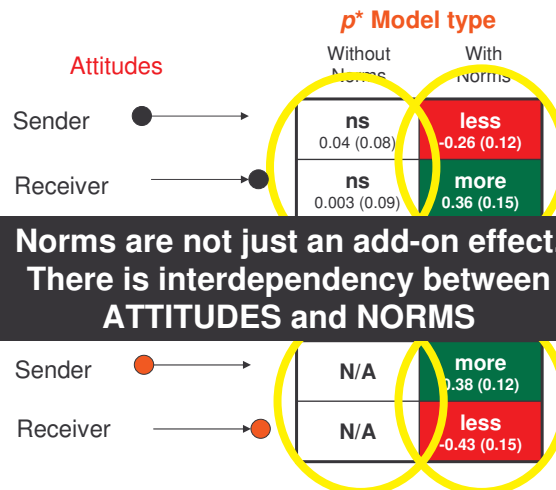 p* Model type
Attitudes
Without Norms
With Norms
Sender
ns
0.04 (0.08)
less
-0.26 (0.12)
Receiver
ns
0.003 (0.09)
more
0.36 (0.15)
Norms are not just an add-on effect.
There is interdependency between
ATTITUDES and NORMS
Sender
N/A
more
0.38 (0.12)
Receiver
N/A
less
-0.43 (0.15)